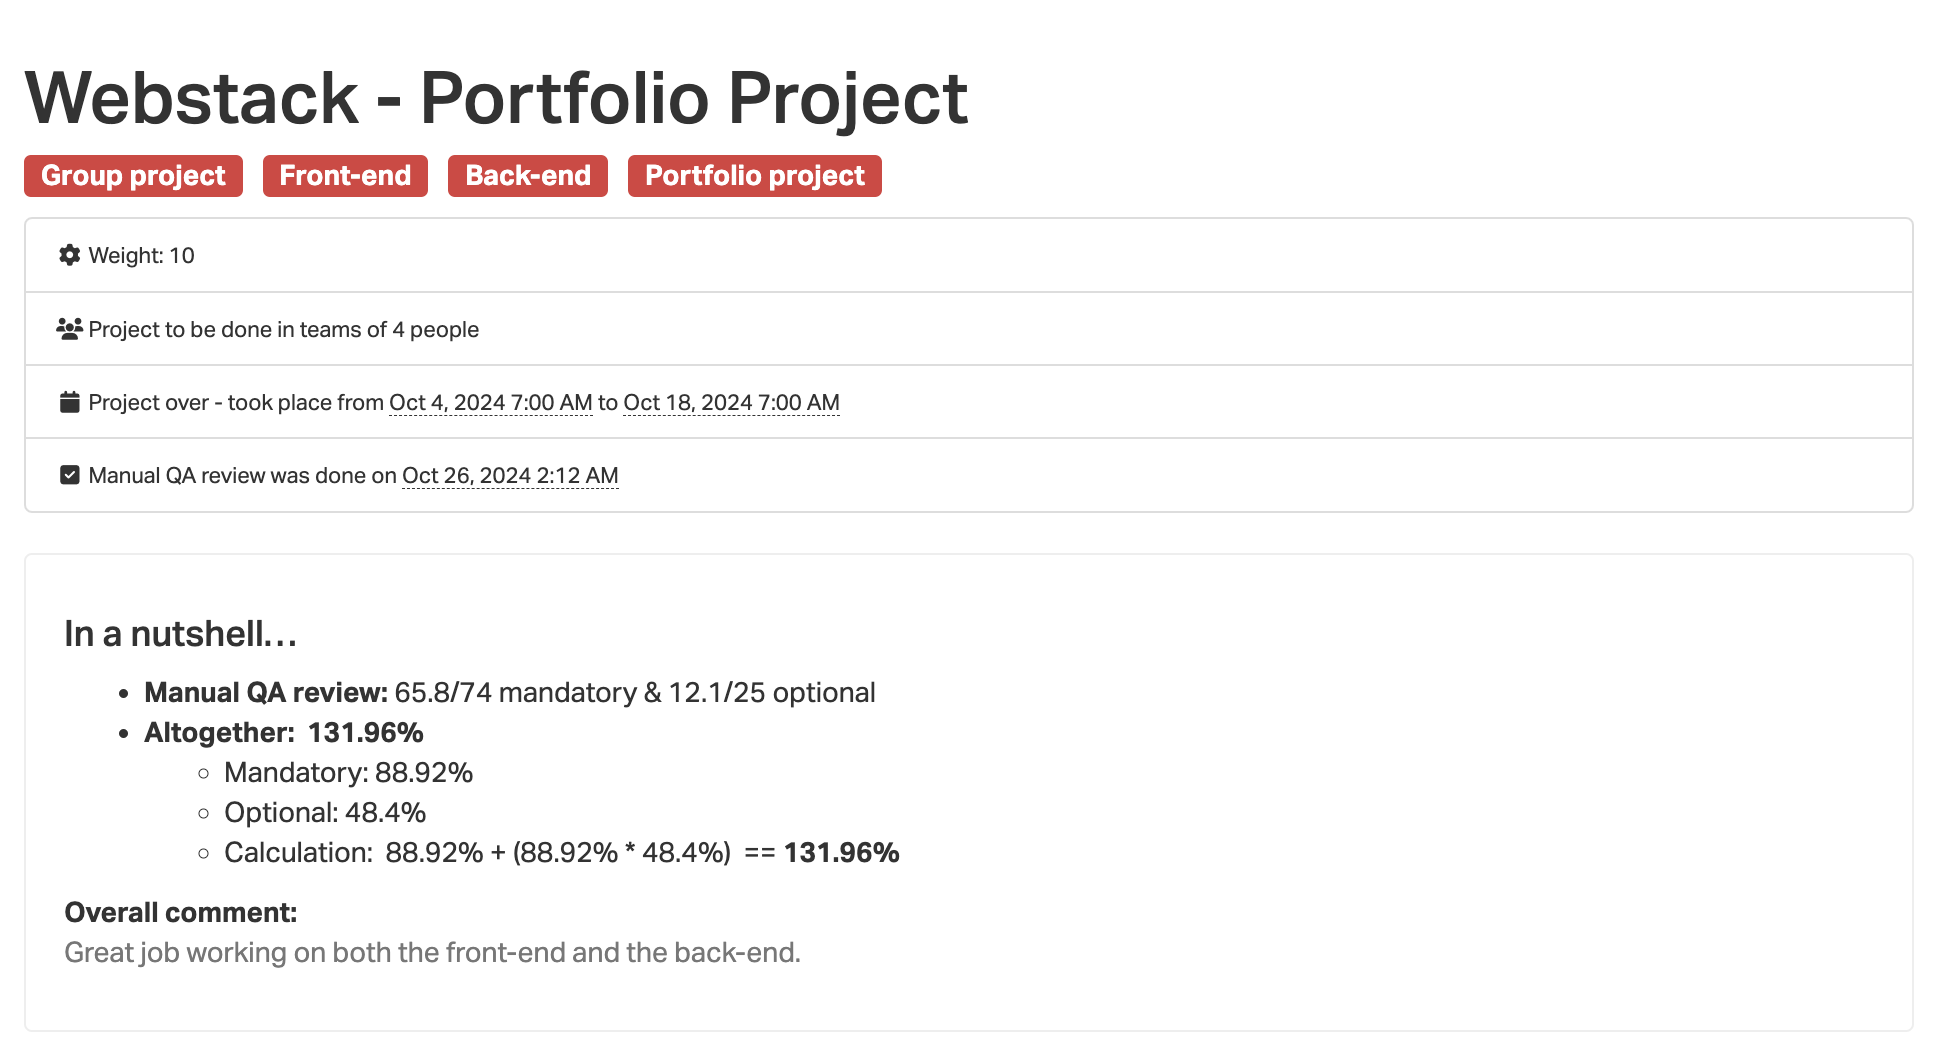 Webstack - Portfolio Project
Group project Front-end Back-end Portfolio project
Weight: 10
Project to be done in teams of 4 people
Project over - took place from Oct 4, 2024 7:00 AM to Oct 18, 2024 7:00 AM
Manual QA review was done on Oct 26, 2024 2:12 AM
In a nutshell…
• Manual QA review: 65.8/74 mandatory & 12.1/25 optional
• Altogether: 131.96%
◦ Mandatory: 88.92%
◦ Optional: 48.4%
◦ Calculation: 88.92% + (88.92% * 48.4%) == 131.96%
Overall comment:
Great job working on both the front-end and the back-end.